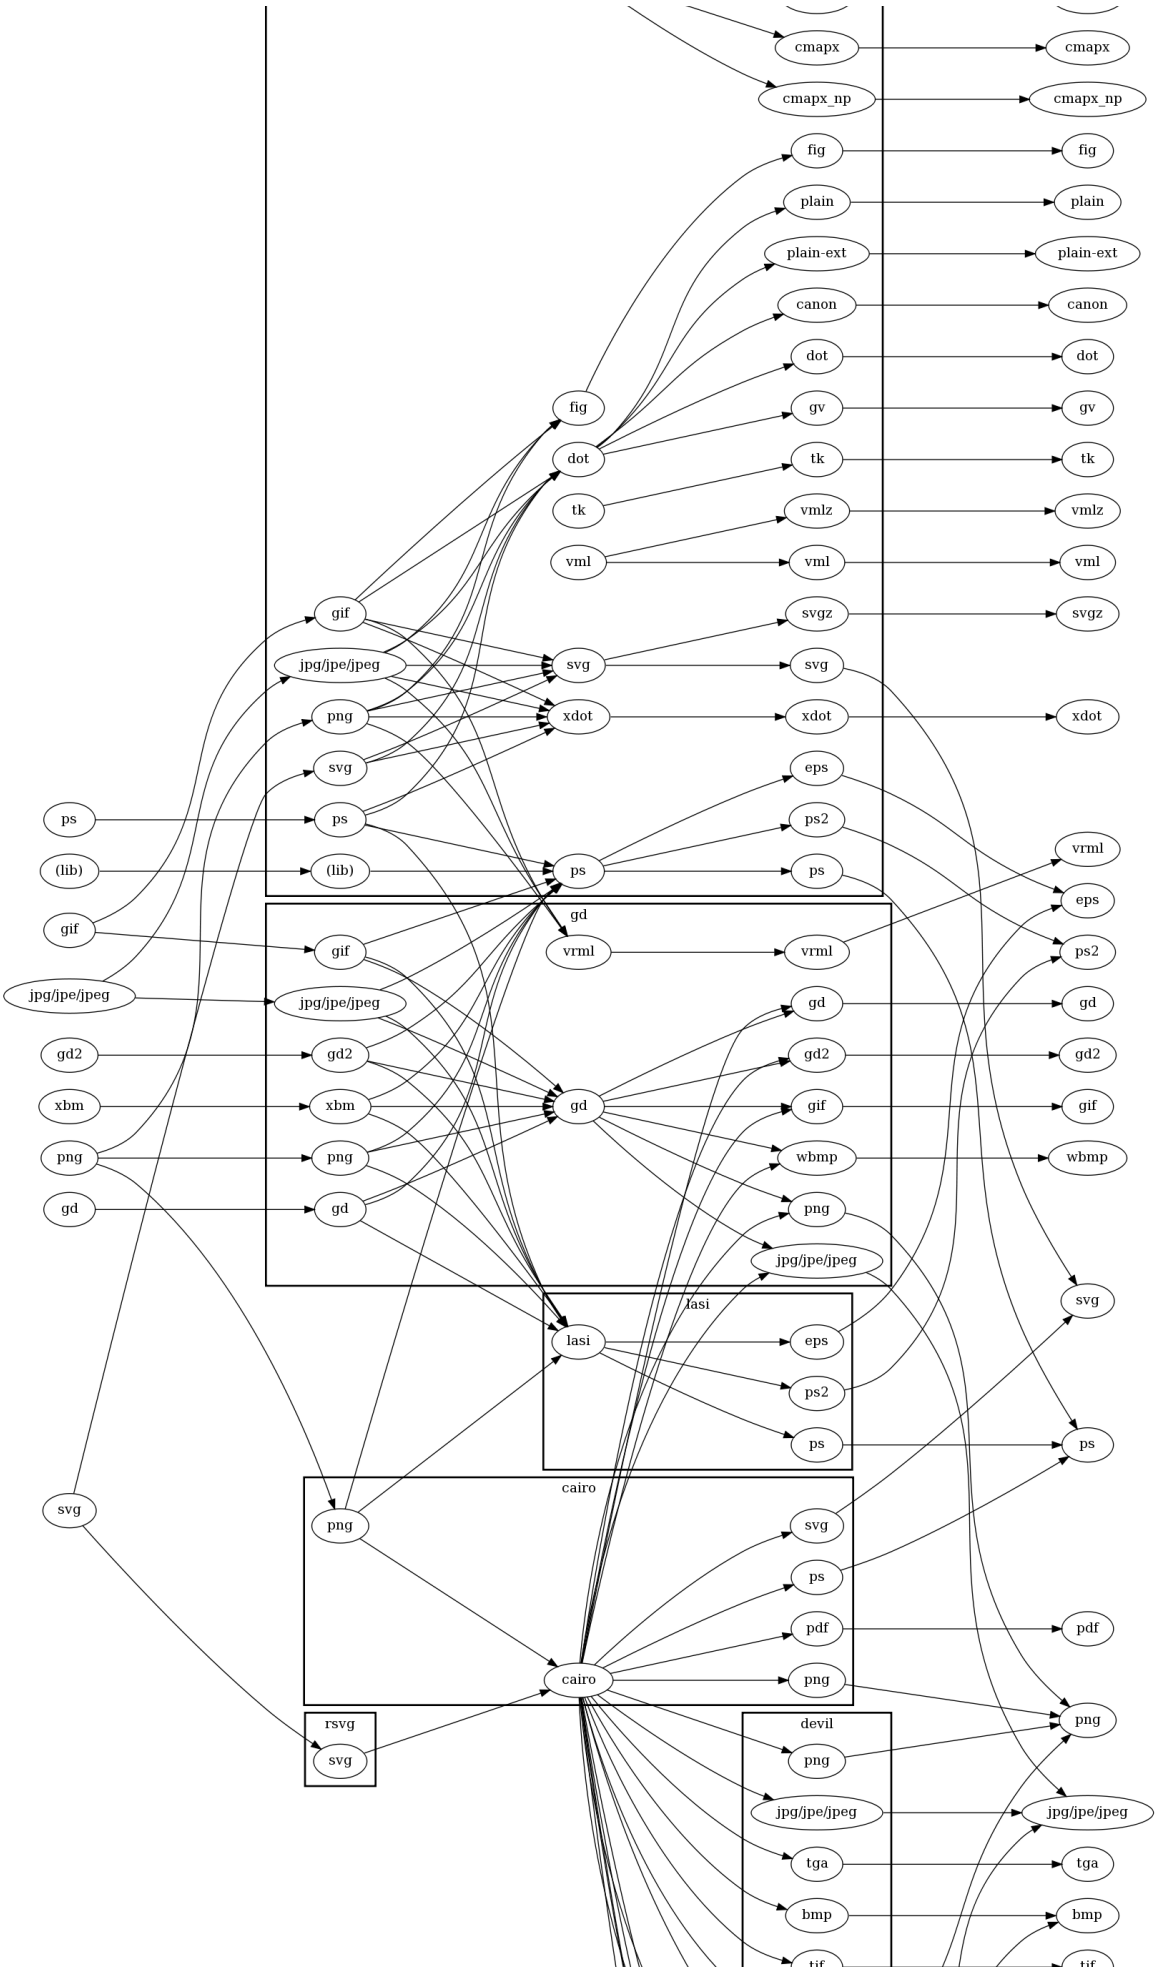 cmapx cmapx
cmapx_np cmapx_np
fig fig
plain plain
plain-ext plain-ext
canon canon
dot dot
fig gv gv
dot tk tk
tk vmlz vmlz
vml vml vml
gif svgz svgz
jpg/jpe/jpeg svg svg
png xdot xdot xdot
svg eps
ps ps ps2
vrml
(lib) (lib) ps ps
eps
gd
gif gif vrml vrml ps2
jpg/jpe/jpeg jpg/jpe/jpeg gd gd
gd2 gd2 gd2 gd2
xbm xbm gd gif gif
png png wbmp wbmp
gd gd png
jpg/jpe/jpeg
lasi svg
lasi eps
ps2
ps ps
cairo
svg
png svg
ps
pdf pdf
cairo png
png
rsvg devil
svg png
jpg/jpe/jpeg jpg/jpe/jpeg
tga tga
bmp bmp
tif tif